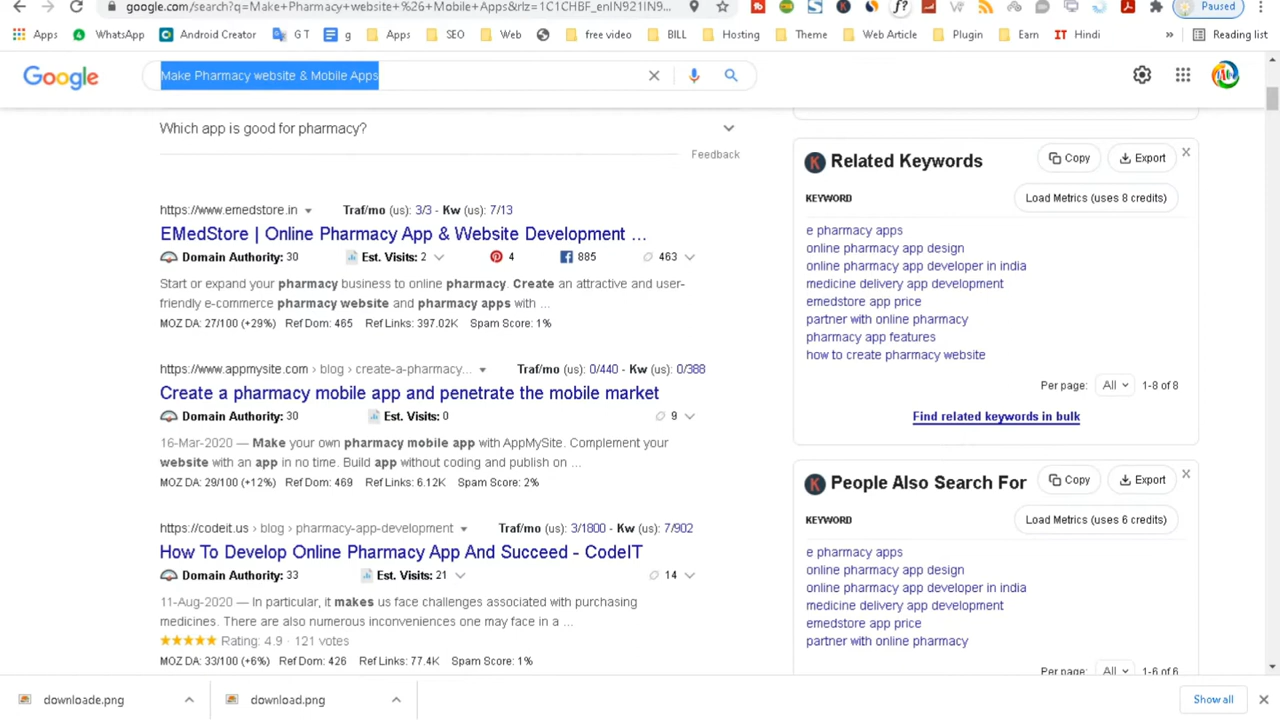 google.com/search?q=Make+Pharmacy+website+%26+Mobile+Apps&rlz=1C1CHBF_enIN921IN9...
Paused
Apps WhatsApp Android Creator G T g Apps SEO Web free video BILL Hosting Theme Web Article Plugin Earn IT Hindi » Reading list
Google
Make Pharmacy website & Mobile Apps
Which app is good for pharmacy?
Feedback
https://www.emedstore.in Traf/mo (us): 3/3 - Kw (us): 7/13
EMedStore | Online Pharmacy App & Website Development ...
Domain Authority: 30 Est. Visits: 2 4 885 463
Start or expand your pharmacy business to online pharmacy. Create an attractive and user-
friendly e-commerce pharmacy website and pharmacy apps with ...
MOZ DA: 27/100 (+29%) Ref Dom: 465 Ref Links: 397.02K Spam Score: 1%
https://www.appmysite.com › blog › create-a-pharmacy... Traf/mo (us): 0/440 - Kw (us): 0/388
Create a pharmacy mobile app and penetrate the mobile market
Domain Authority: 30 Est. Visits: 0 9
16-Mar-2020 — Make your own pharmacy mobile app with AppMySite. Complement your
website with an app in no time. Build app without coding and publish on ...
MOZ DA: 29/100 (+12%) Ref Dom: 469 Ref Links: 6.12K Spam Score: 2%
https://codeit.us › blog › pharmacy-app-development Traf/mo (us): 3/1800 - Kw (us): 7/902
How To Develop Online Pharmacy App And Succeed - CodeIT
Domain Authority: 33 Est. Visits: 21 14
11-Aug-2020 — In particular, it makes us face challenges associated with purchasing
medicines. There are also numerous inconveniences one may face in a ...
Rating: 4.9 · 121 votes
MOZ DA: 33/100 (+6%) Ref Dom: 426 Ref Links: 77.4K Spam Score: 1%
K Related Keywords Copy Export
KEYWORD Load Metrics (uses 8 credits)
e pharmacy apps
online pharmacy app design
online pharmacy app developer in india
medicine delivery app development
emedstore app price
partner with online pharmacy
pharmacy app features
how to create pharmacy website
Per page: All 1-8 of 8
Find related keywords in bulk
K People Also Search For Copy Export
KEYWORD Load Metrics (uses 6 credits)
e pharmacy apps
online pharmacy app design
online pharmacy app developer in india
medicine delivery app development
emedstore app price
partner with online pharmacy
Per page: All 1-6 of 6
downloade.png download.png Show all